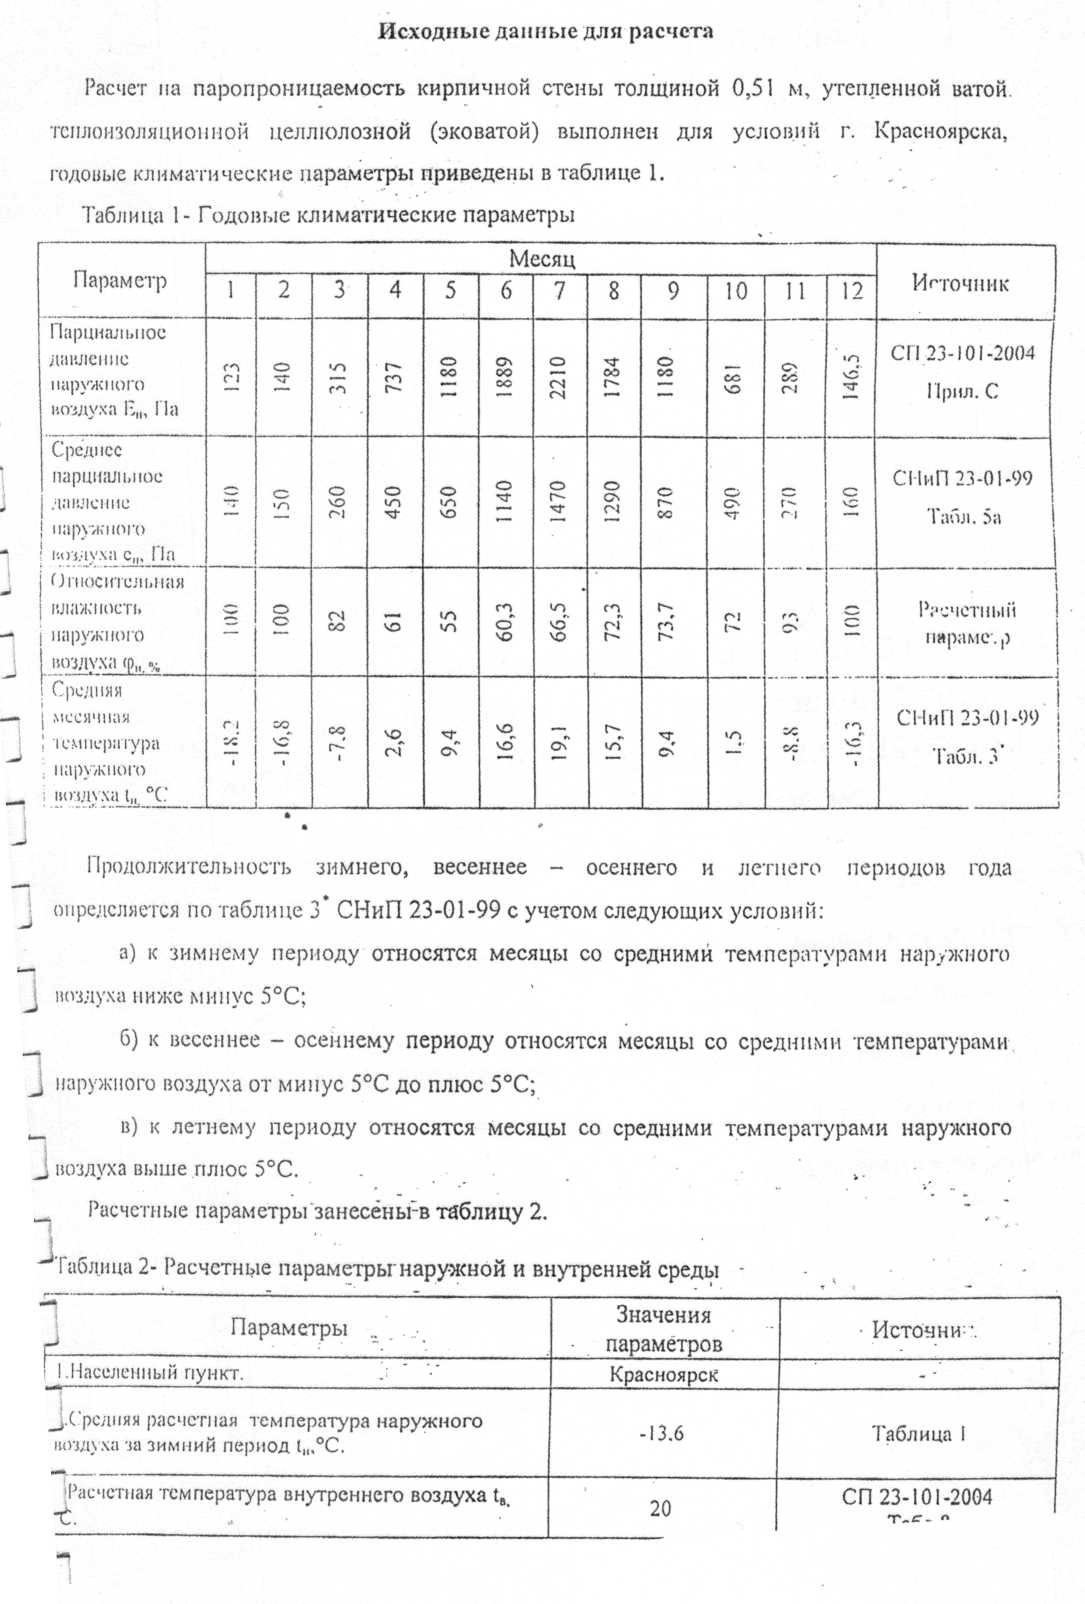 Исходные данные для расчета
Расчет на паропроницаемость кирпичной стены толщиной 0,51 м, утепленной ватой
теплоизоляционной целлюлозной (эковатой) выполнен для условий г. Красноярска,
годовые климатические параметры приведены в таблице 1.
Таблица 1- Годовые климатические параметры
Параметр Месяц Источник
1 2 3 4 5 6 7 8 9 10 11 12
Парциальное
давление
наружного
воздуха Eн, Па
123 140 315 737 1180 1889 2210 1784 1180 681 289 146,5
СП 23-101-2004
Прил. С
Среднее
парциальное
давление
наружного
воздуха ен, Па
140 150 260 450 650 1140 1470 1290 870 490 270 160
СНиП 23-01-99
Табл. 5а
Относительная
влажность
наружного
воздуха φн, %
100 100 82 61 55 60,3 66,5 72,3 73,7 72 93 100
Расчетный
параметр
Средняя
месячная
температура
наружного
воздуха tн, °С
-18,2 -16,8 -7,8 2,6 9,4 16,6 19,1 15,7 9,4 1,5 -8,8 -16,3
СНиП 23-01-99
Табл. 3*
Продолжительность зимнего, весеннее – осеннего и летнего периодов года
определяется по таблице 3* СНиП 23-01-99 с учетом следующих условий:
а) к зимнему периоду относятся месяцы со средними температурами наружного
воздуха ниже минус 5°С;
б) к весеннее – осеннему периоду относятся месяцы со средними температурами
наружного воздуха от минус 5°С до плюс 5°С;
в) к летнему периоду относятся месяцы со средними температурами наружного
воздуха выше плюс 5°С.
Расчетные параметры занесены в таблицу 2.
Таблица 2- Расчетные параметры наружной и внутренней среды
Параметры Значения параметров Источни
1.Населенный пункт. Красноярск -
.Средняя расчетная температура наружного
воздуха за зимний период tн,°С.
-13,6 Таблица 1
Расчетная температура внутреннего воздуха tв,
°С.
20 СП 23-101-2004